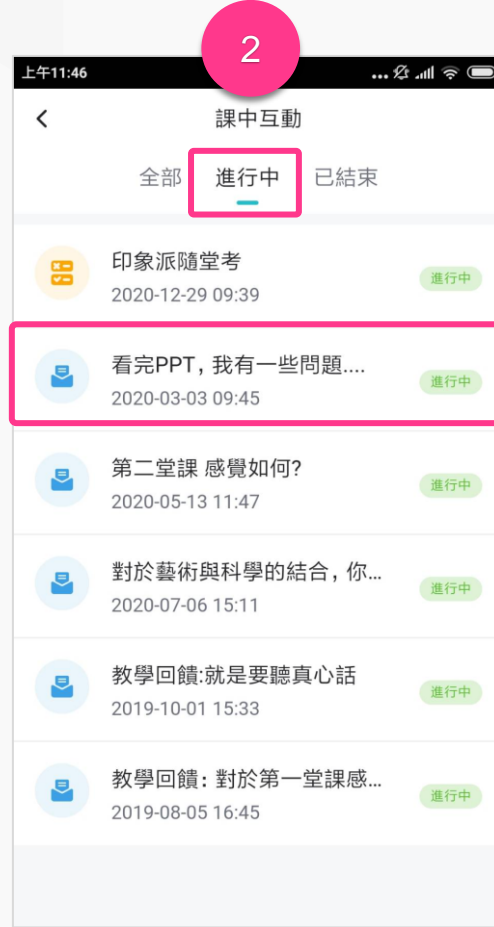 2
上午11:46
課中互動
全部 進行中 已結束
印象派隨堂考
2020-12-29 09:39
進行中
看完PPT，我有一些問題....
2020-03-03 09:45
進行中
第二堂課 感覺如何?
2020-05-13 11:47
進行中
對於藝術與科學的結合，你...
2020-07-06 15:11
進行中
教學回饋:就是要聽真心話
2019-10-01 15:33
進行中
教學回饋：對於第一堂課感...
2019-08-05 16:45
進行中